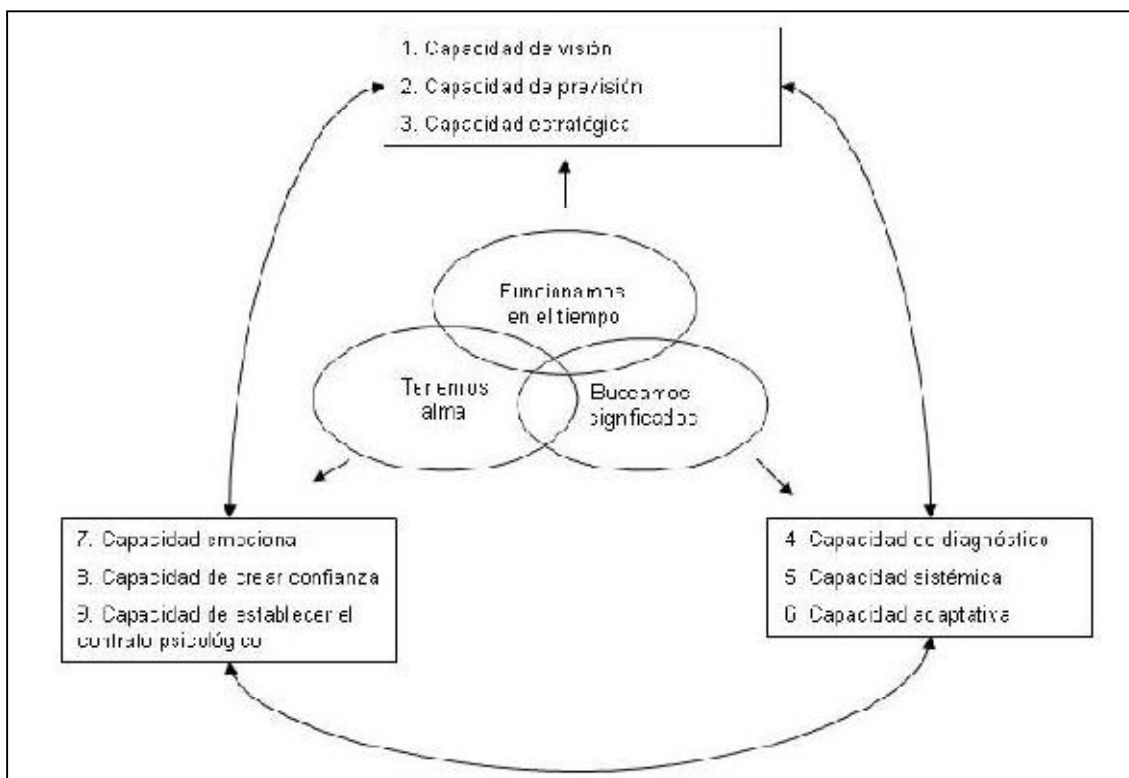 1. Capacidad de visión
2. Capacidad de previsión
3. Capacidad estratégica
Funcionamos
en el tiempo
Tenemos
alma
Buscamos
significados
7. Capacidad emociona
8. Capacidad de crear confianza
9. Capacidad de establecer el
contrato psicológico
4 Capacidad de diagnóstico
5 Capacidad sistémica
6 Capacidad adaptativa